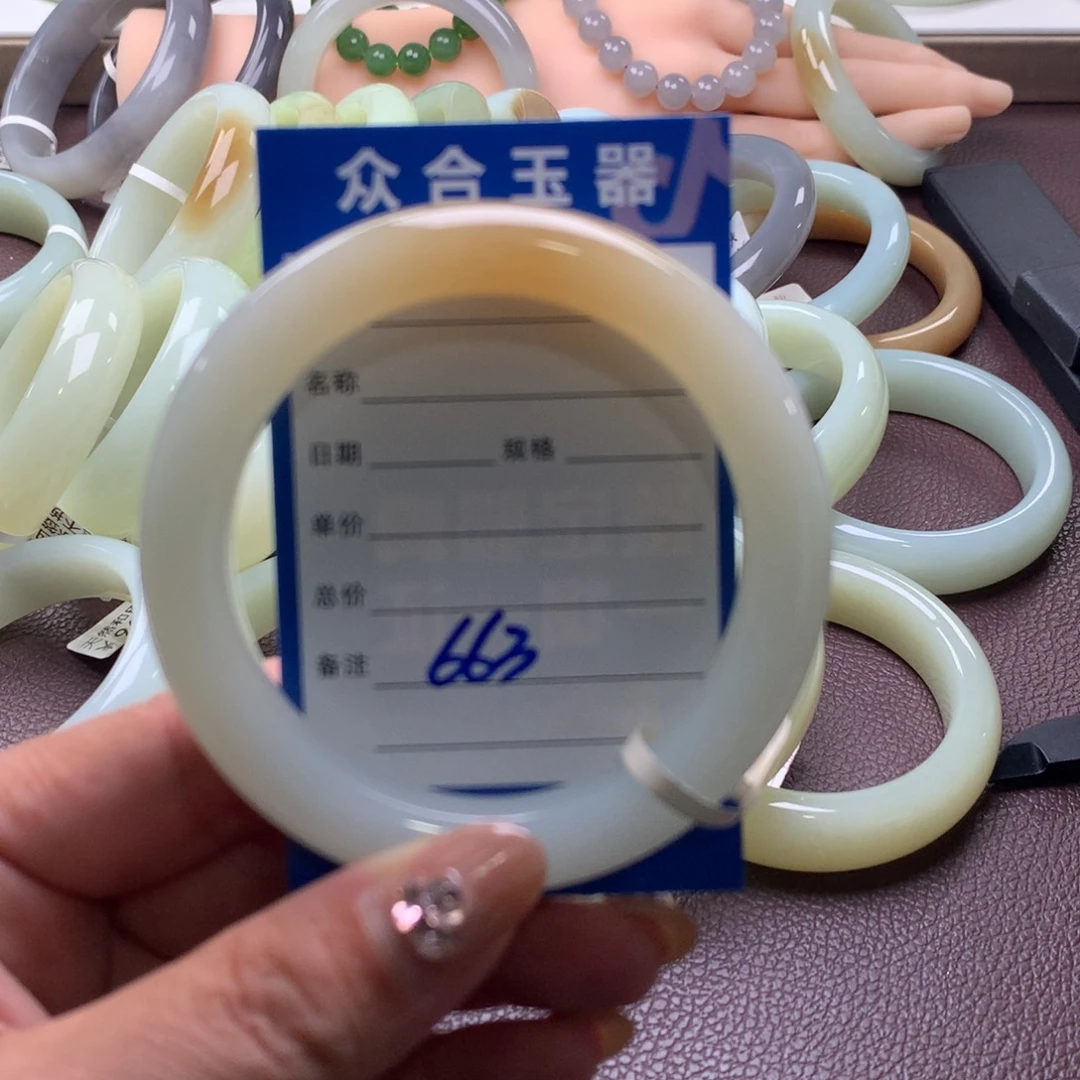 众合玉器
名称
日期 规格
单价
总价
备注 663